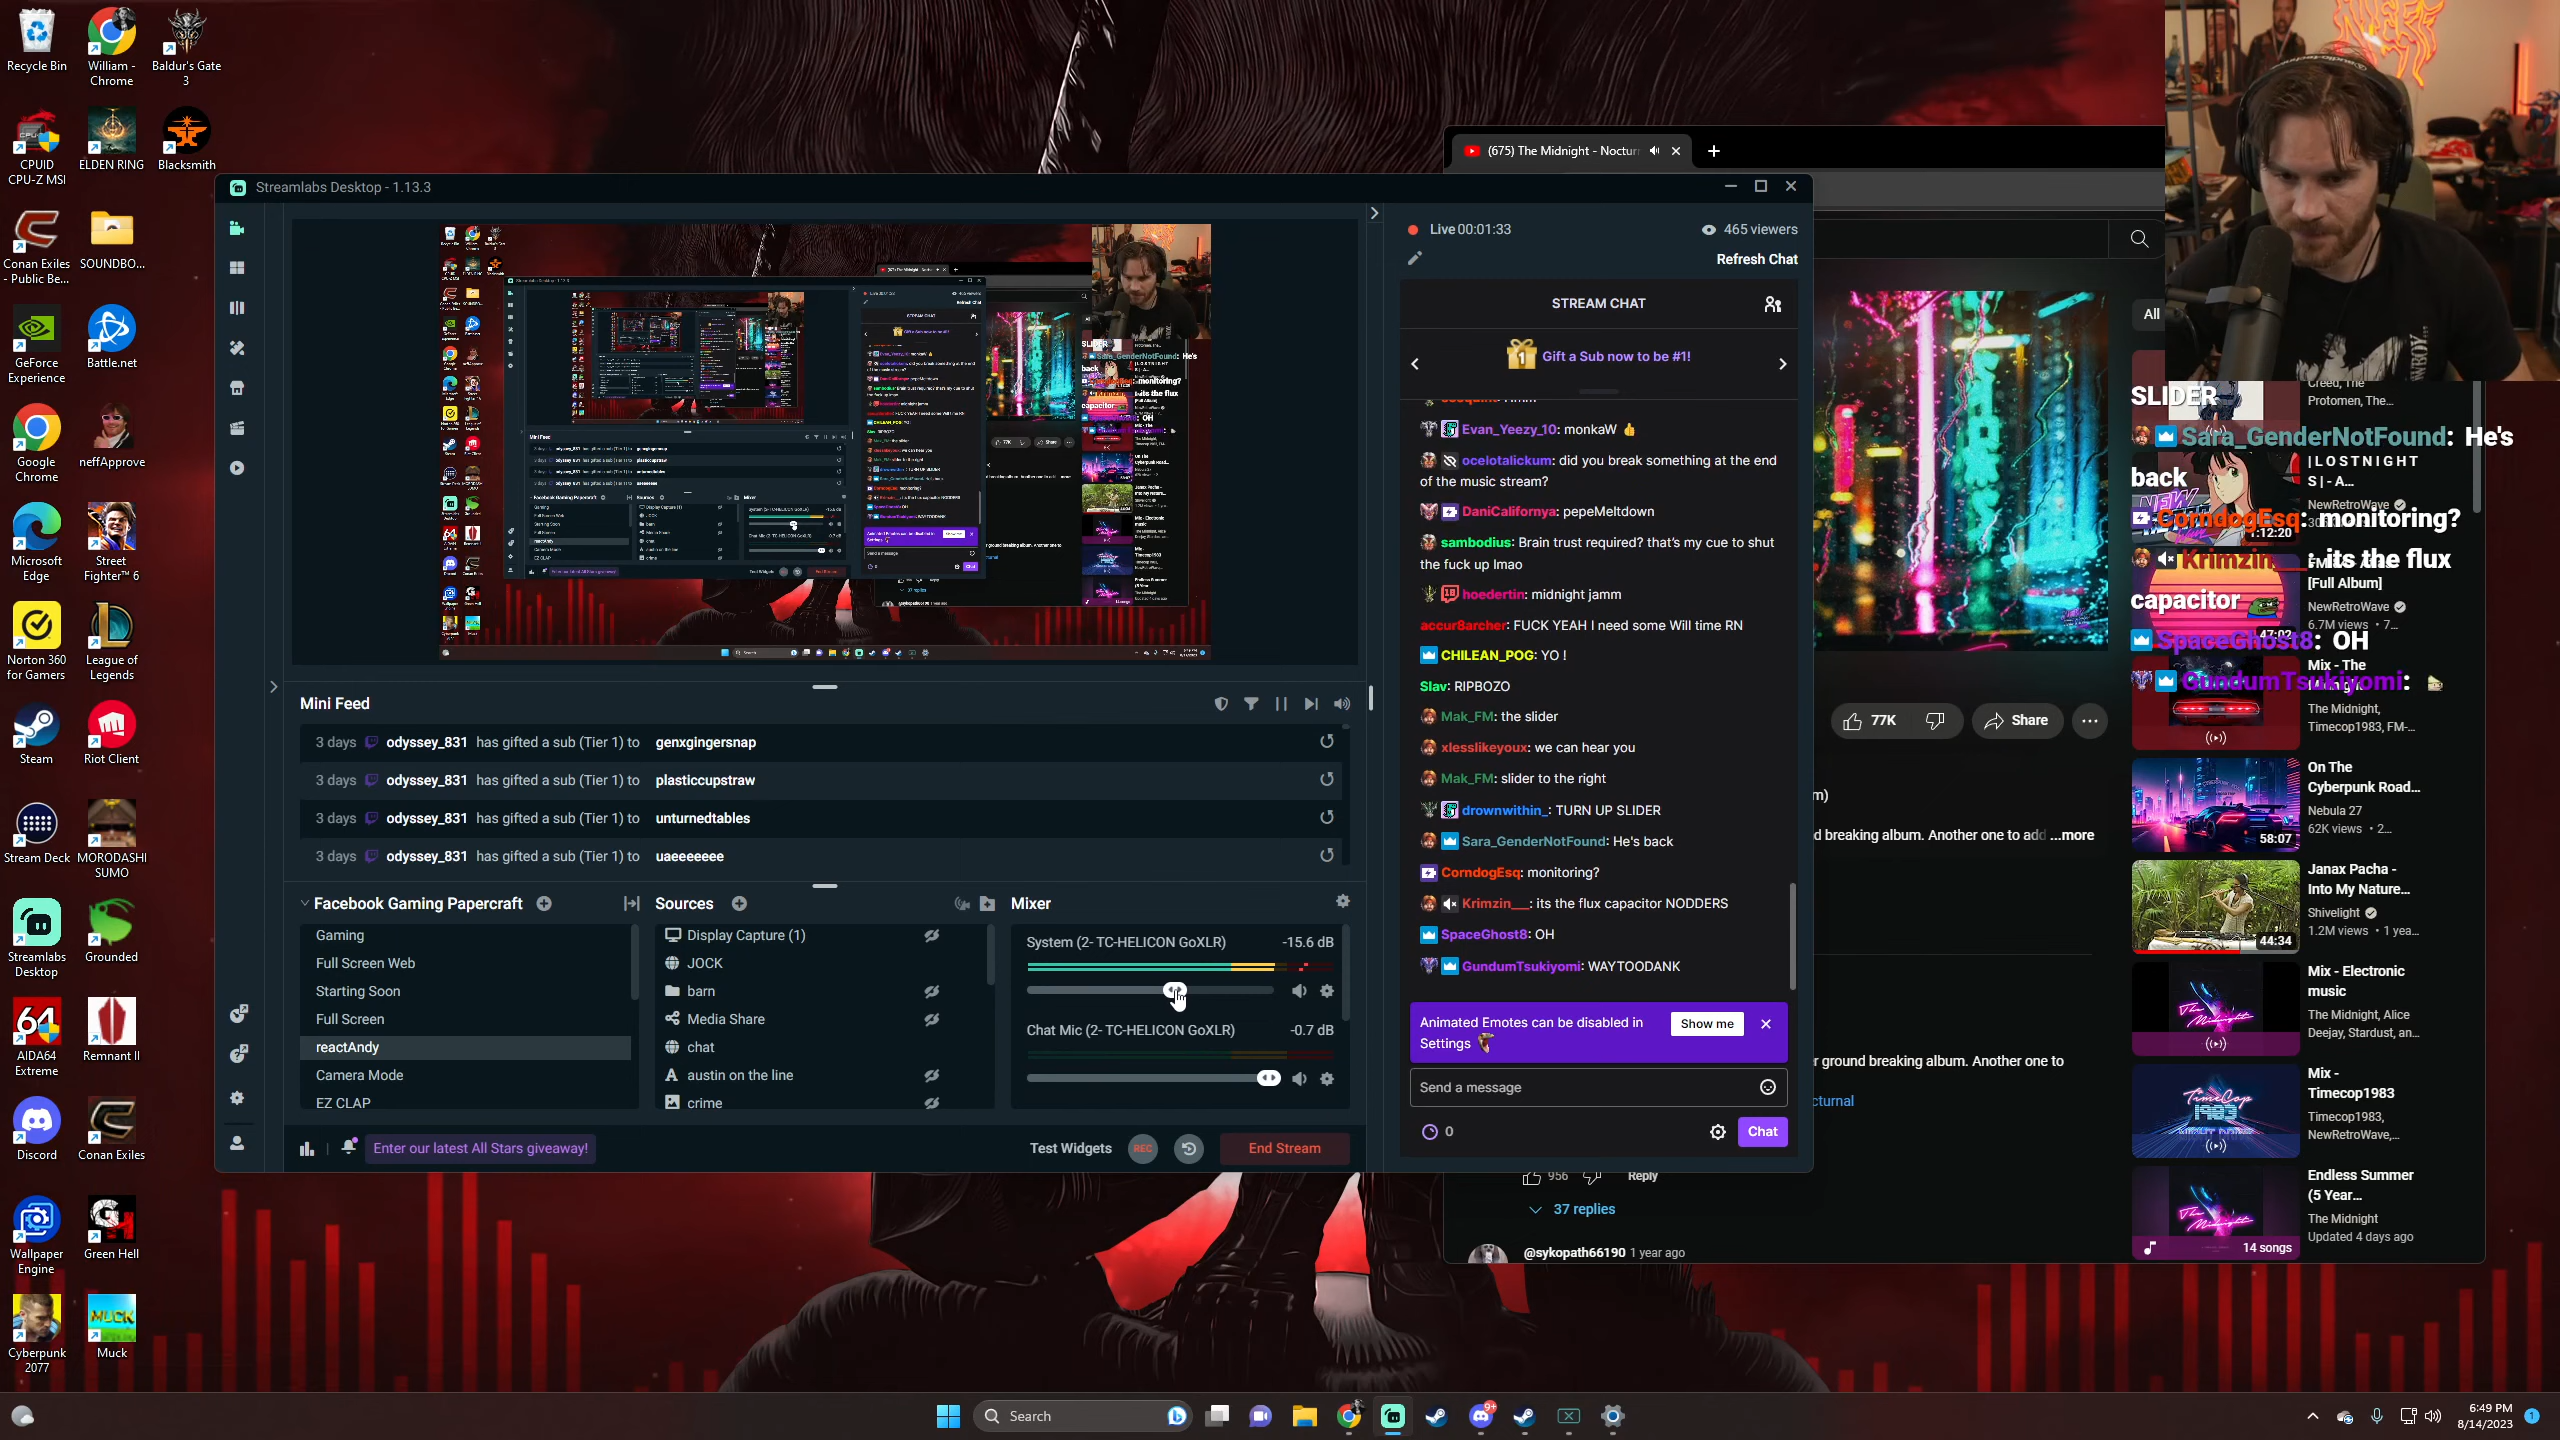 Recycle Bin
William - Chrome
Baldur's Gate 3
CPUID CPU-Z MSI
ELDEN RING
Blacksmith
Conan Exiles - Public Be...
SOUNDBO...
GeForce Experience
Battle.net
Google Chrome
neffApprove
Microsoft Edge
Street Fighter™ 6
Norton 360 for Gamers
League of Legends
Steam
Riot Client
Stream Deck
MORODASHI SUMO
Streamlabs Desktop
Grounded
AIDA64 Extreme
Remnant II
Discord
Conan Exiles
Wallpaper Engine
Green Hell
Cyberpunk 2077
Muck
Streamlabs Desktop - 1.13.3
Mini Feed
3 days odyssey_831 has gifted a sub (Tier 1) to genxgingersnap
3 days odyssey_831 has gifted a sub (Tier 1) to plasticcupstraw
3 days odyssey_831 has gifted a sub (Tier 1) to unturnedtables
3 days odyssey_831 has gifted a sub (Tier 1) to uaeeeeeee
Facebook Gaming Papercraft
Gaming
Full Screen Web
Starting Soon
Full Screen
reactAndy
Camera Mode
EZ CLAP
Sources
Display Capture (1)
JOCK
barn
Media Share
chat
austin on the line
crime
Mixer
System (2- TC-HELICON GoXLR) -15.6 dB
Chat Mic (2- TC-HELICON GoXLR) -0.7 dB
Enter our latest All Stars giveaway!
Test Widgets
REC
End Stream
Live 00:01:33
465 viewers
Refresh Chat
STREAM CHAT
Gift a Sub now to be #1!
Evan_Yeezy_10: monkaW
ocelotalickum: did you break something at the end
of the music stream?
DaniCalifornya: pepeMeltdown
sambodius: Brain trust required? that's my cue to shut
the fuck up lmao
hoedertin: midnight jamm
accur8archer: FUCK YEAH I need some Will time RN
CHILEAN_POG: YO !
Slav: RIPBOZO
Mak_FM: the slider
xlesslikeyoux: we can hear you
Mak_FM: slider to the right
drownwithin_: TURN UP SLIDER
Sara_GenderNotFound: He's back
CorndogEsq: monitoring?
Krimzin___: its the flux capacitor NODDERS
SpaceGhost8: OH
GundumTsukiyomi: WAYTOODANK
Animated Emotes can be disabled in
Settings
Show me
Send a message
0
Chat
(675) The Midnight - Noctur
All
77K
Share
d breaking album. Another one to add ...more
r ground breaking album. Another one to
cturnal
956
Reply
37 replies
@sykopath66190 1 year ago
SLIDER
Creed, The
Protomen, The...
Sara_GenderNotFound: He's
back
| L O S T N I G H T
S | - A...
NewRetroWave
CorndogEsq: monitoring?
1:12:20
Krimzin___: its the flux
capacitor
[Full Album]
NewRetroWave
6.7M views • 7...
47:02
SpaceGhost8: OH
Mix - The
GundumTsukiyomi:
The Midnight,
Timecop1983, FM-...
On The
Cyberpunk Road...
Nebula 27
62K views • 2...
58:07
Janax Pacha -
Into My Nature...
Shivelight
1.2M views • 1 yea...
44:34
Mix - Electronic
music
The Midnight, Alice
Deejay, Stardust, an...
Mix -
Timecop1983
Timecop1983,
NewRetroWave,...
Endless Summer
(5 Year...
The Midnight
Updated 4 days ago
14 songs
Search
9+
6:49 PM
8/14/2023
1